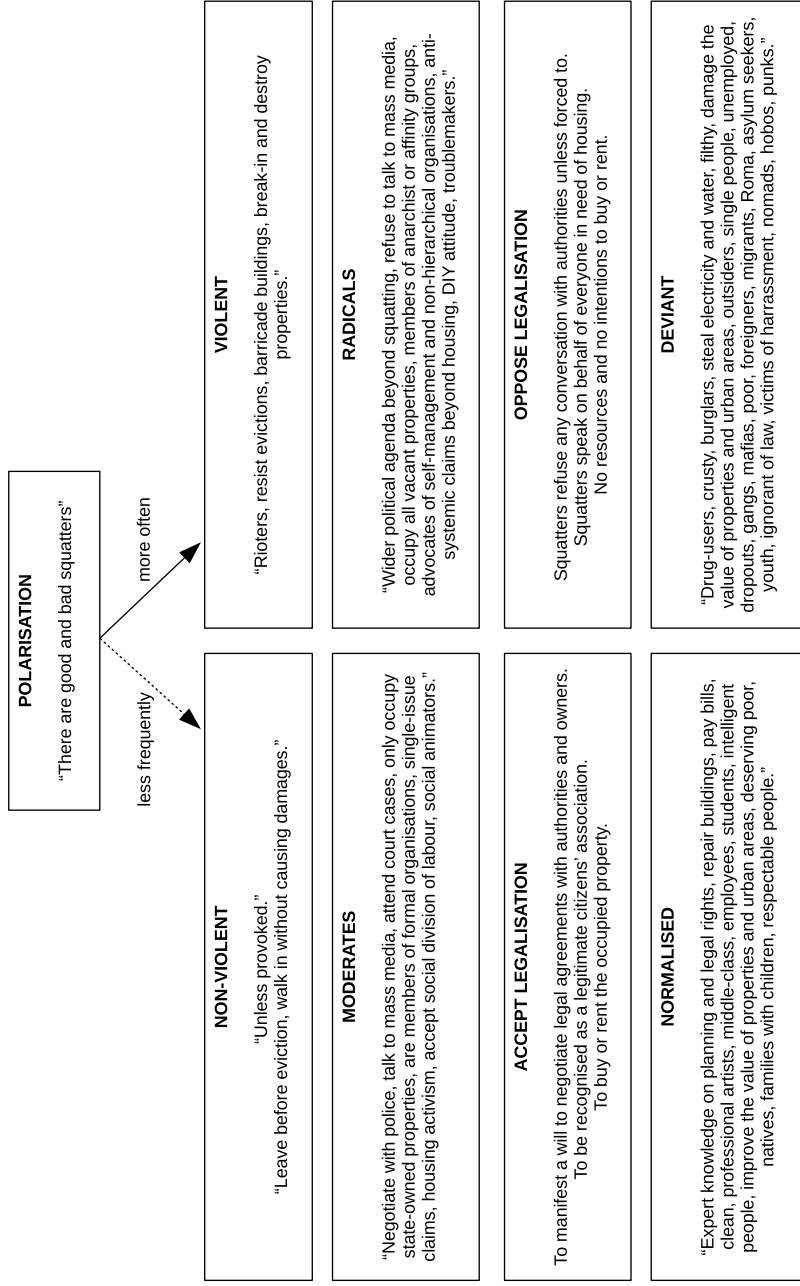 POLARISATION
“There are good and bad squatters”
less frequently
more often
NON-VIOLENT
“Unless provoked.”
“Leave before eviction, walk in without causing damages.”
VIOLENT
“Rioters, resist evictions, barricade buildings, break-in and destroy
properties.”
MODERATES
“Negotiate with police, talk to mass media, attend court cases, only occupy
state-owned properties, are members of formal organisations, single-issue
claims, housing activism, accept social division of labour, social animators.”
RADICALS
“Wider political agenda beyond squatting, refuse to talk to mass media,
occupy all vacant properties, members of anarchist or affinity groups,
advocates of self-management and non-hierarchical organisations, anti-
systemic claims beyond housing, DIY attitude, troublemakers.”
ACCEPT LEGALISATION
To manifest a will to negotiate legal agreements with authorities and owners.
To be recognised as a legitimate citizens’ association.
To buy or rent the occupied property.
OPPOSE LEGALISATION
Squatters refuse any conversation with authorities unless forced to.
Squatters speak on behalf of everyone in need of housing.
No resources and no intentions to buy or rent.
NORMALISED
“Expert knowledge on planning and legal rights, repair buildings, pay bills,
clean, professional artists, middle-class, employees, students, intelligent
people, improve the value of properties and urban areas, deserving poor,
natives, families with children, respectable people.”
DEVIANT
“Drug-users, crusty, burglars, steal electricity and water, filthy, damage the
value of properties and urban areas, outsiders, single people, unemployed,
dropouts, gangs, mafias, poor, foreigners, migrants, Roma, asylum seekers,
youth, ignorant of law, victims of harrassment, nomads, hobos, punks.”